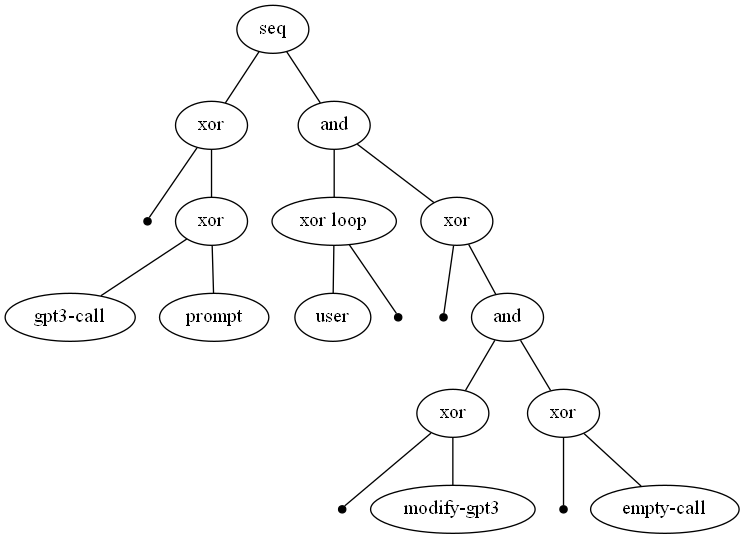 seq
xor
and
xor
xor loop
xor
gpt3-call
prompt
user
and
xor
xor
modify-gpt3
empty-call